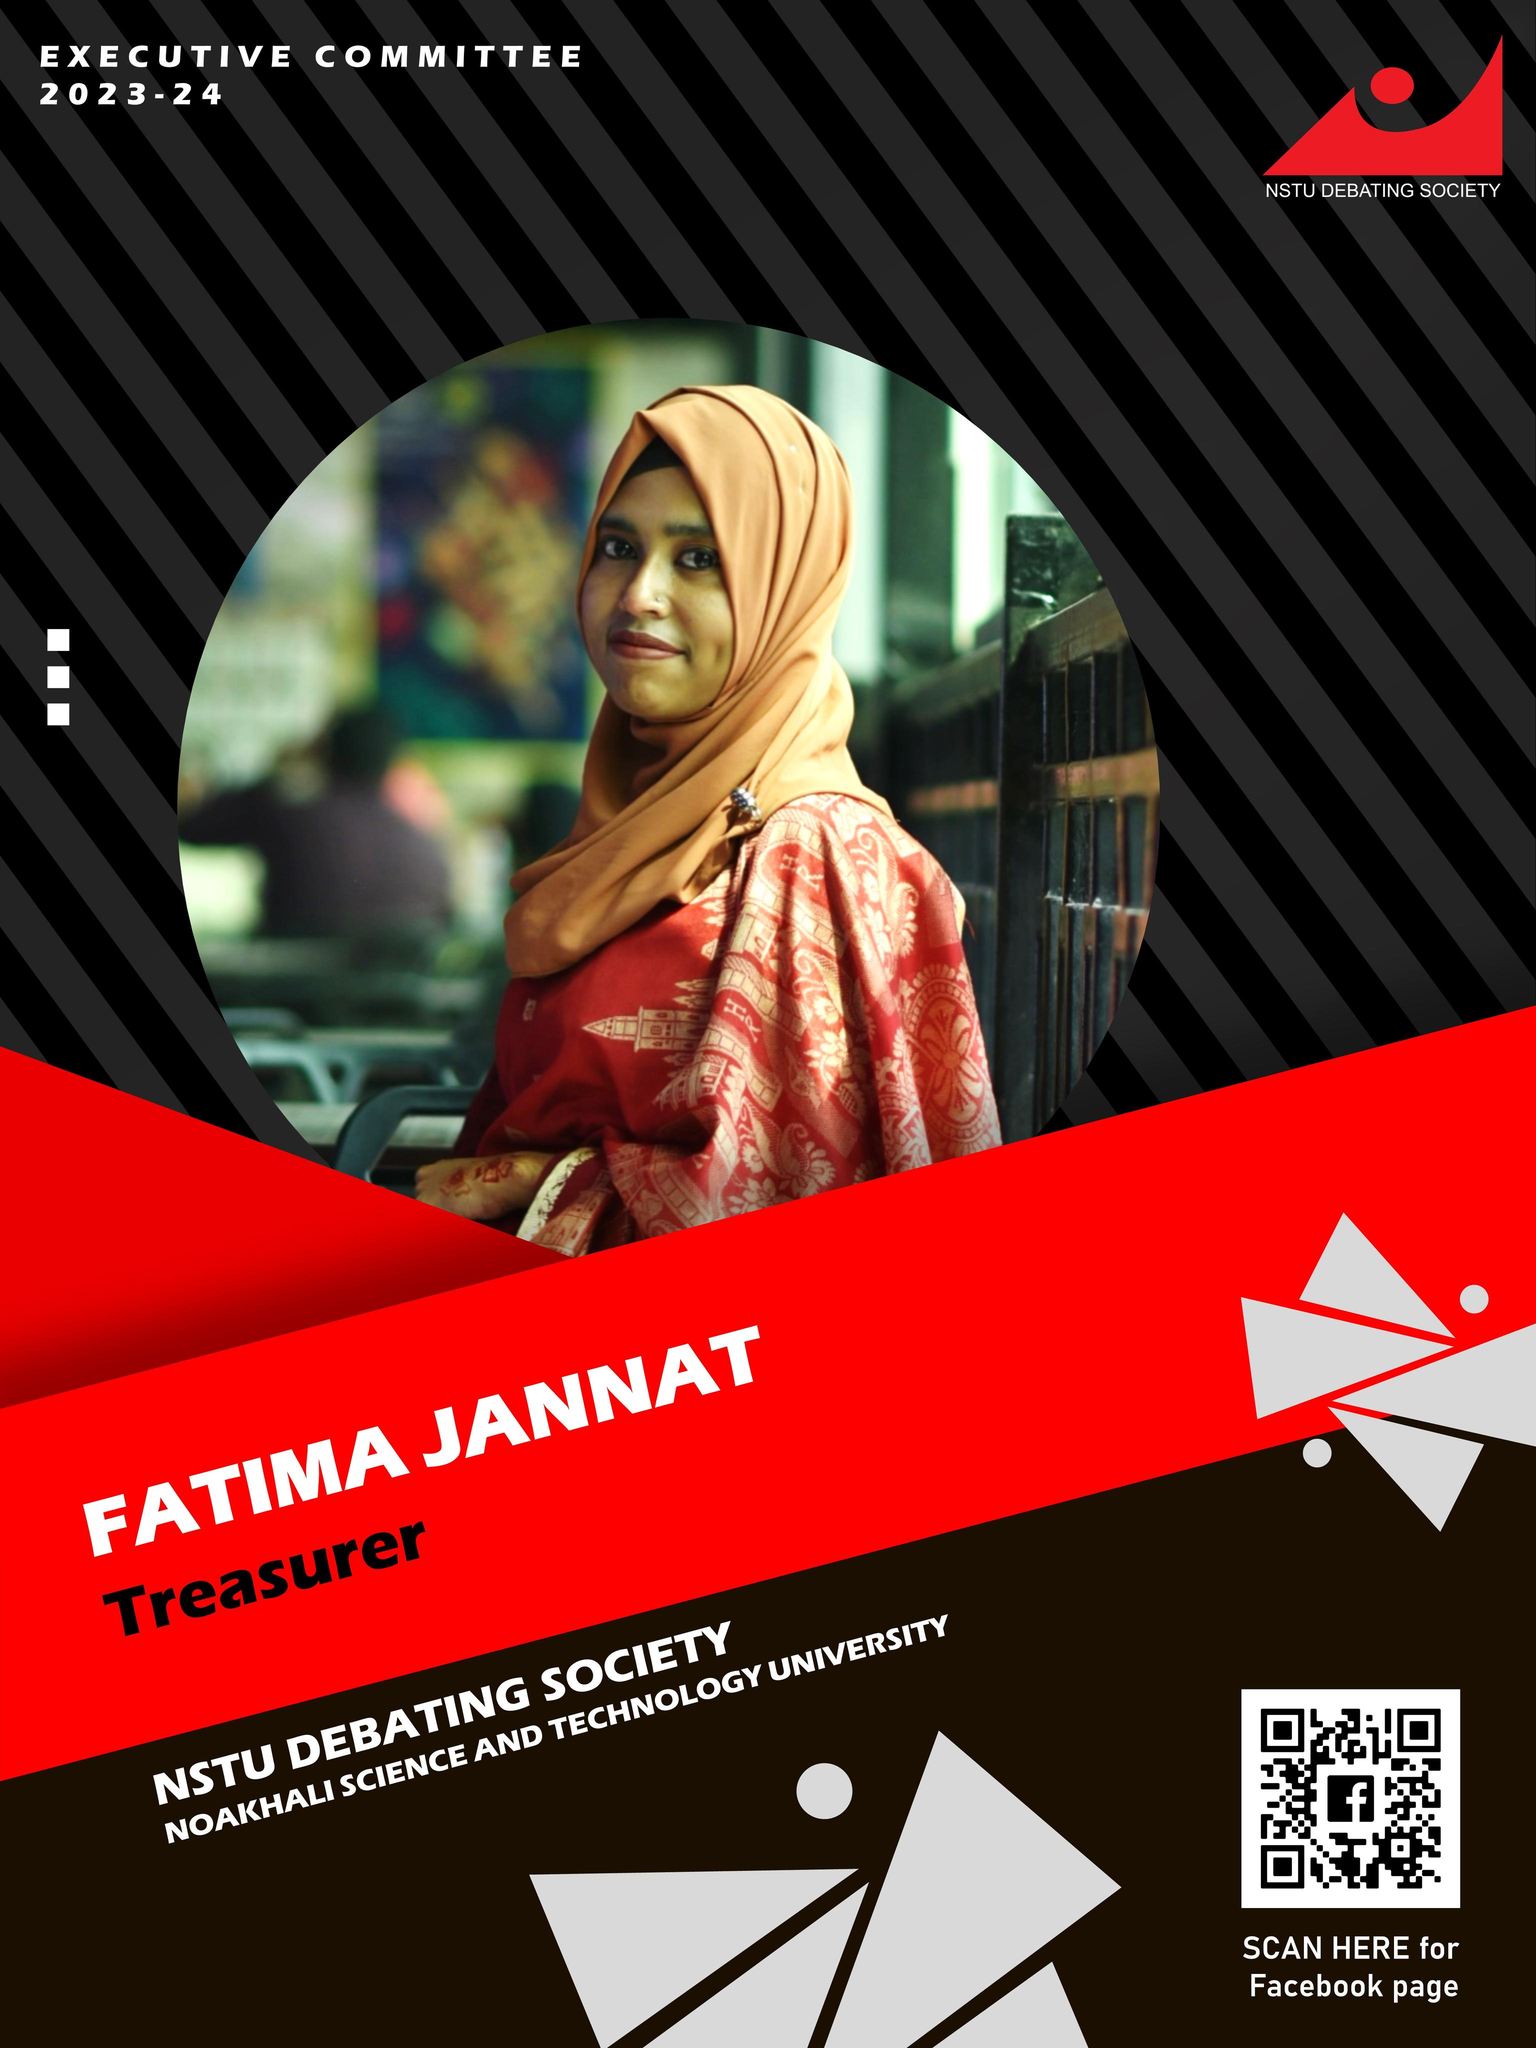 EXECUTIVE COMMITTEE
2023-24
NSTU DEBATING SOCIETY
FATIMA JANNAT
Treasurer
NSTU DEBATING SOCIETY
NOAKHALI SCIENCE AND TECHNOLOGY UNIVERSITY
SCAN HERE for
Facebook page